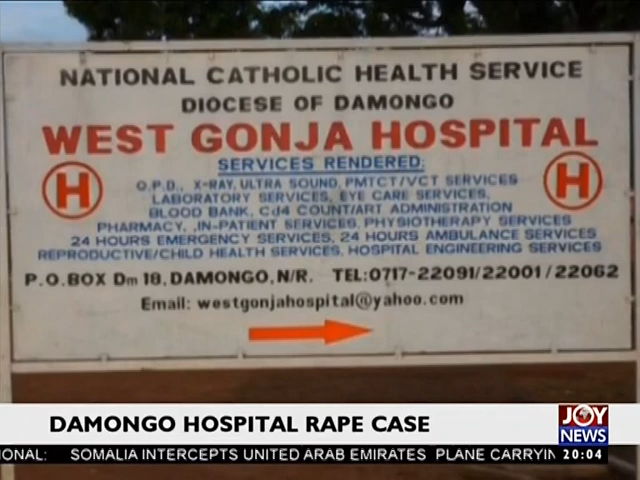 NATIONAL CATHOLIC HEALTH SERVICE
DIOCESE OF DAMONGO
WEST GONJA HOSPITAL
SERVICES RENDERED:
H
H
O.P.D., X-RAY, ULTRA SOUND, PMTCT/VCT SERVICES
LABORATORY SERVICES, EYE CARE SERVICES,
BLOOD BANK, Cd4 COUNT/ART ADMINISTRATION
PHARMACY, ,IN-PATIENT SERVICES, PHYSIOTHERAPY SERVICES
24 HOURS EMERGENCY SERVICES, 24 HOURS AMBULANCE SERVICES
REPRODUCTIVE/CHILD HEALTH SERVICES, HOSPITAL ENGINEERING SERVICES
P.O.BOX Dm 18, DAMONGO, N/R. TEL:0717-22091/22001/22062
Email: westgonjahospital@yahoo.com
DAMONGO HOSPITAL RAPE CASE
JOY
NEWS
20:04
IONAL: SOMALIA INTERCEPTS UNITED ARAB EMIRATES PLANE CARRYIN